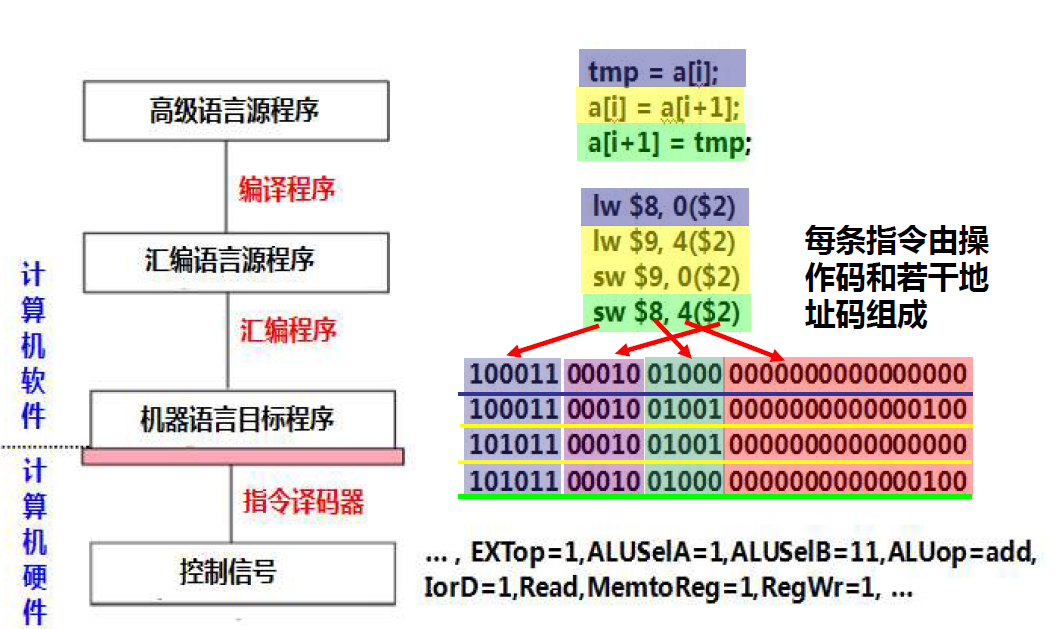 高级语言源程序
编译程序
汇编语言源程序
汇编程序
机器语言目标程序
指令译码器
控制信号
计算机软件
计算机硬件
tmp = a[i];
a[i] = a[i+1];
a[i+1] = tmp;
lw $8, 0($2)
lw $9, 4($2)
sw $9, 0($2)
sw $8, 4($2)
每条指令由操
作码和若干地
址码组成
100011 00010 01000 0000000000000000
100011 00010 01001 0000000000000100
101011 00010 01001 0000000000000000
101011 00010 01000 0000000000000100
... , EXTop=1,ALUSelA=1,ALUSelB=11,ALUop=add,
IorD=1,Read,MemtoReg=1,RegWr=1, ...